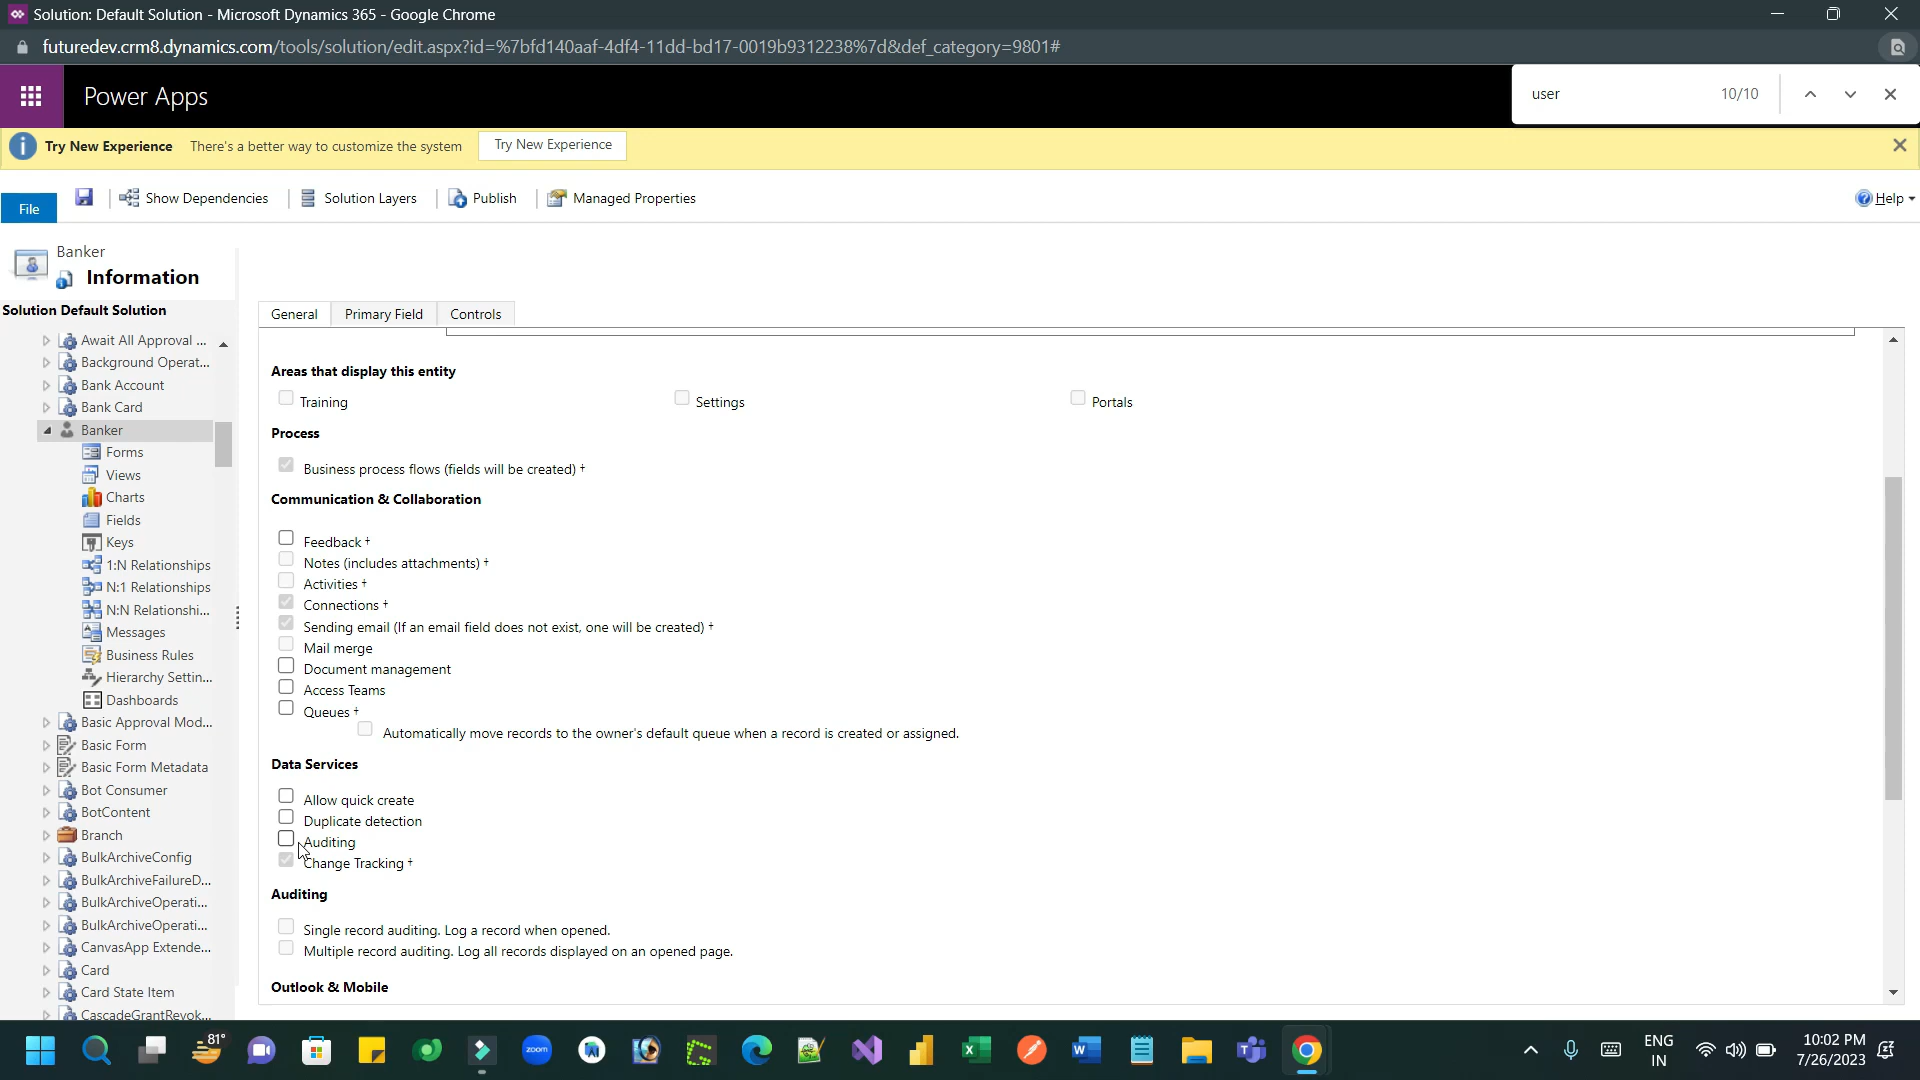 Solution: Default Solution - Microsoft Dynamics 365 - Google Chrome
futuredev.crm8.dynamics.com/tools/solution/edit.aspx?id=%7bfd140aaf-4df4-11dd-bd17-0019b9312238%7d&def_category=9801#
Power Apps
user 10/10
Try New Experience There's a better way to customize the system Try New Experience
File Show Dependencies Solution Layers Publish Managed Properties Help
Banker
Information
Solution Default Solution
Await All Approval ...
Background Operat...
Bank Account
Bank Card
Banker
Forms
Views
Charts
Fields
Keys
1:N Relationships
N:1 Relationships
N:N Relationshi...
Messages
Business Rules
Hierarchy Settin...
Dashboards
Basic Approval Mod...
Basic Form
Basic Form Metadata
Bot Consumer
BotContent
Branch
BulkArchiveConfig
BulkArchiveFailureD...
BulkArchiveOperati...
BulkArchiveOperati...
CanvasApp Extende...
Card
Card State Item
CascadeGrantRevok...
General Primary Field Controls
Areas that display this entity
Training Settings Portals
Process
Business process flows (fields will be created) †
Communication & Collaboration
Feedback †
Notes (includes attachments) †
Activities †
Connections †
Sending email (If an email field does not exist, one will be created) †
Mail merge
Document management
Access Teams
Queues †
Automatically move records to the owner's default queue when a record is created or assigned.
Data Services
Allow quick create
Duplicate detection
Auditing
Change Tracking †
Auditing
Single record auditing. Log a record when opened.
Multiple record auditing. Log all records displayed on an opened page.
Outlook & Mobile
81°
zoom
ENG
IN
10:02 PM
7/26/2023